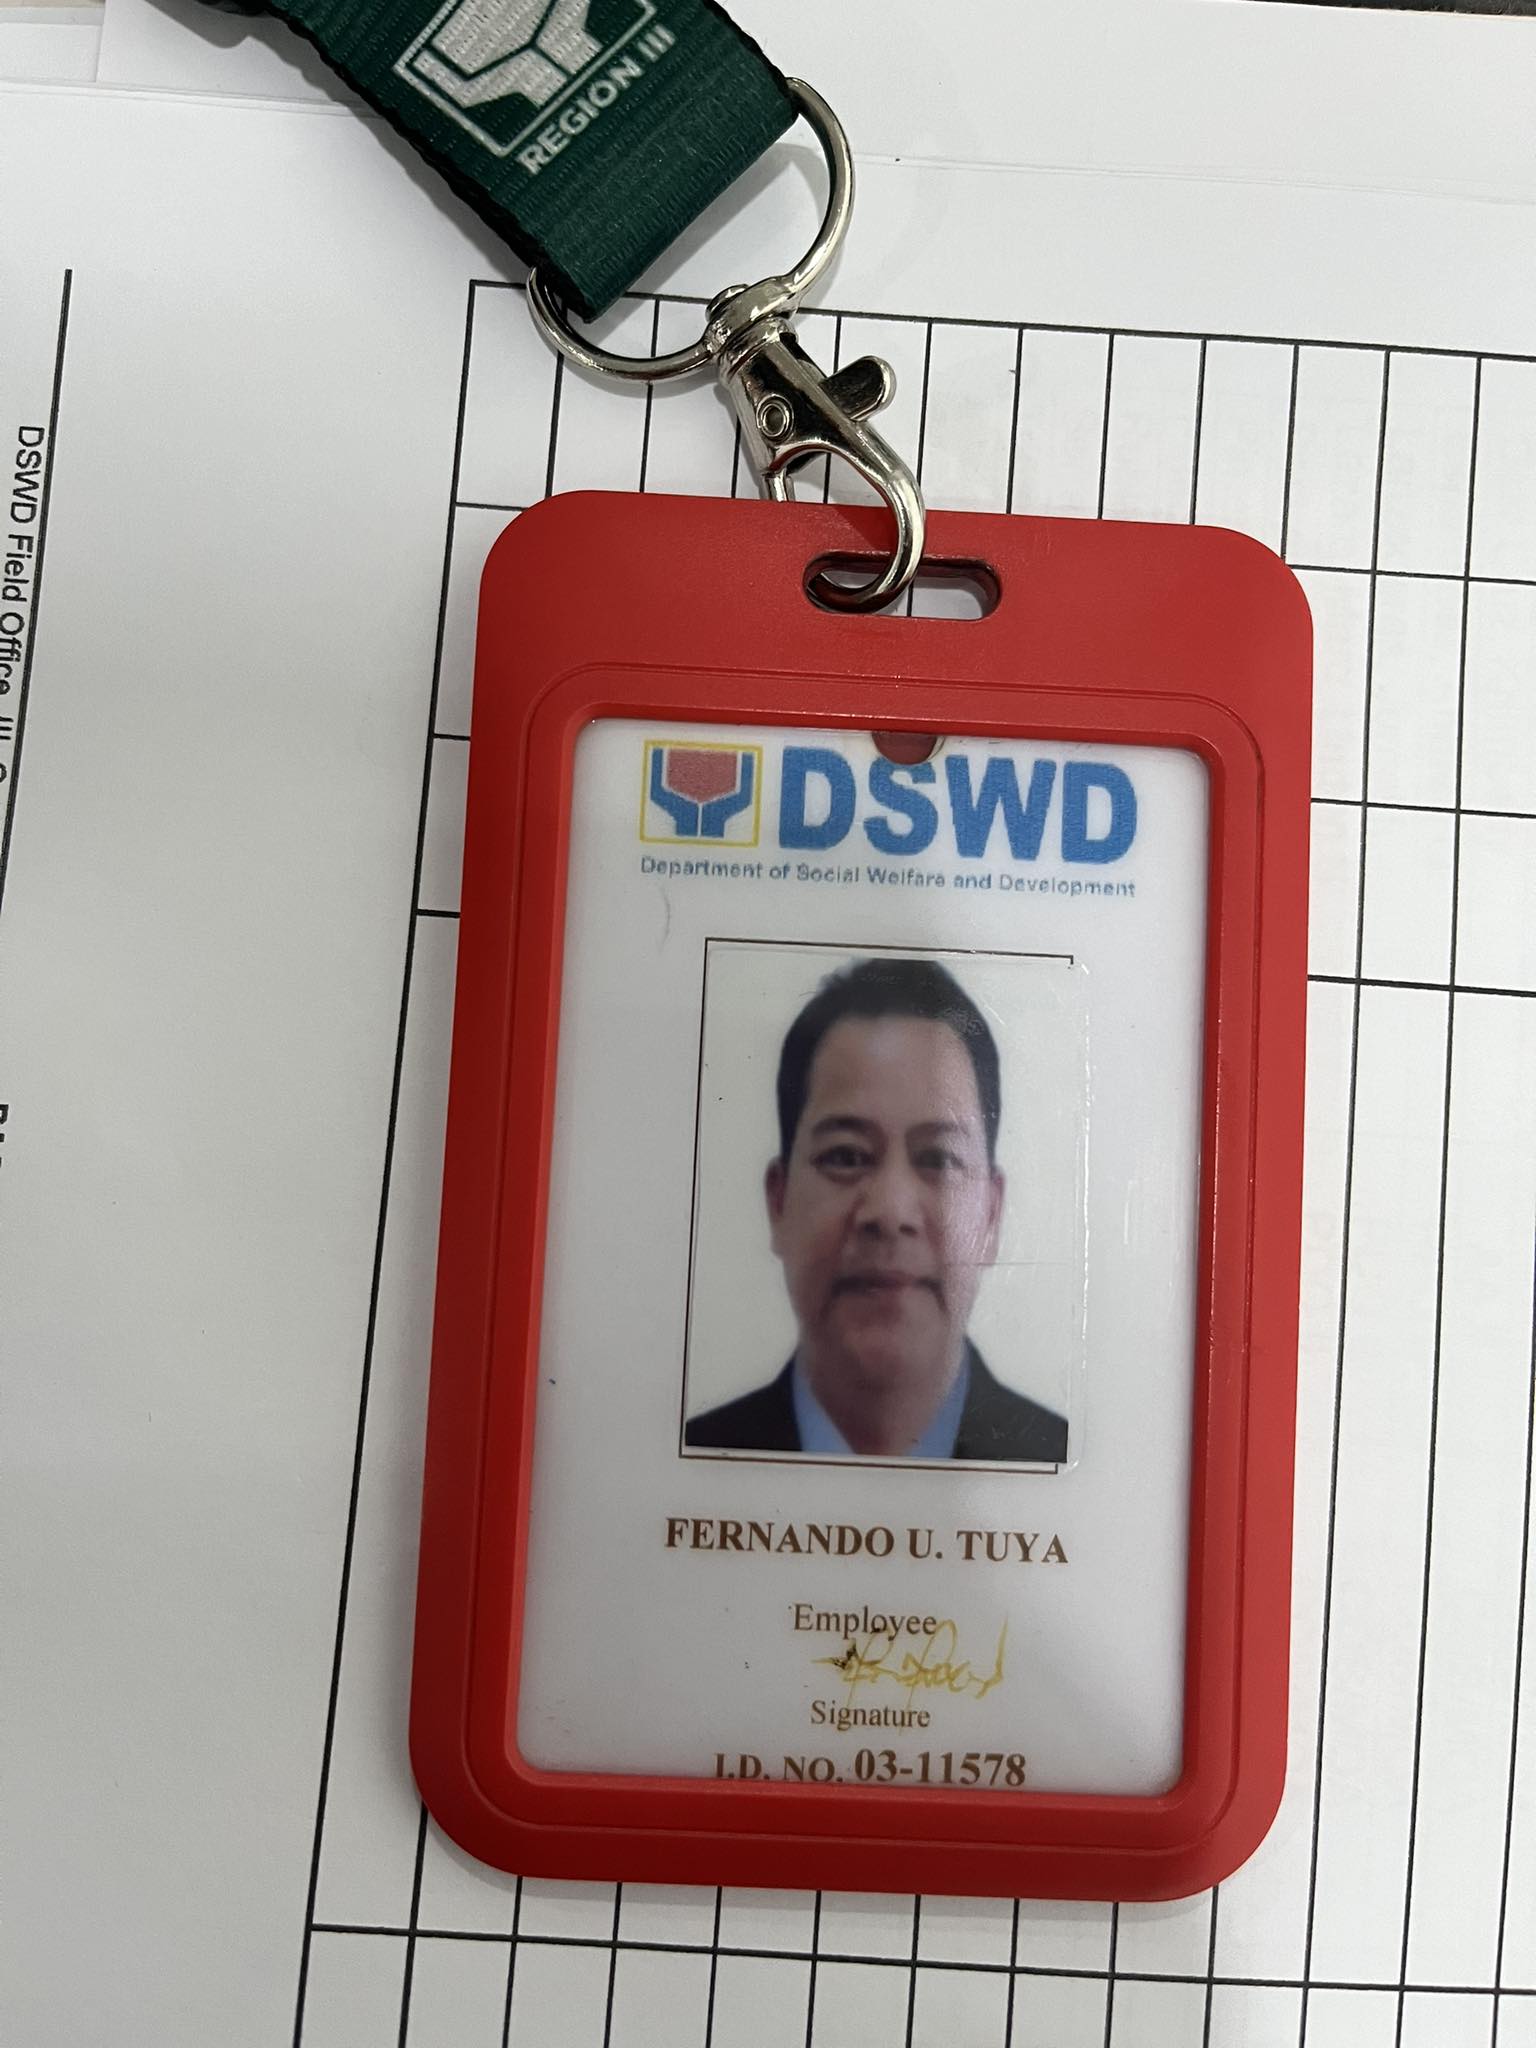 REGION III
DSWD Field Office III
DSWD
Department of Social Welfare and Development
FERNANDO U. TUYA
Employee
Signature
I.D. NO. 03-11578